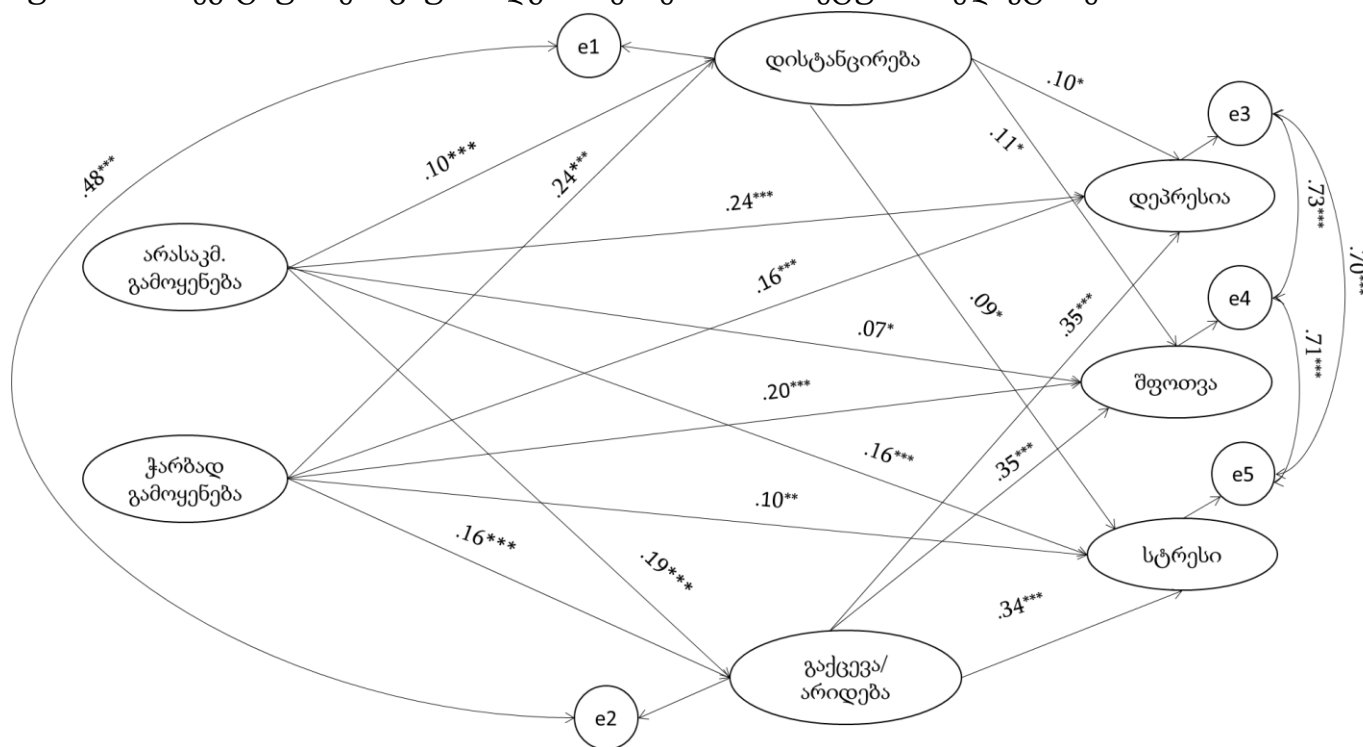 e1
დისტანცირება
.10*
e3
.11*
.48***
.10***
.24***
დეპრესია
.73***
.24***
.70***
არასაკმ.
გამოყენება
.16***
.09*
.35***
e4
.07*
.71***
შფოთვა
.20***
ჭარბად
გამოყენება
.16***
.35***
e5
.10**
.16***
.19***
სტრესი
.34***
გაქცევა/
არიდება
e2